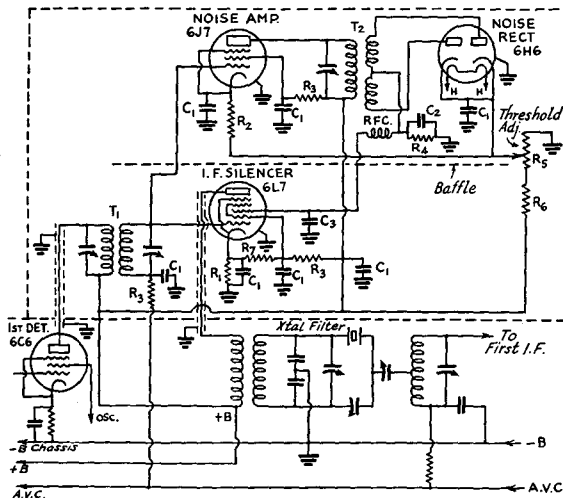 NOISE AMP.
6J7
T2
NOISE
RECT
6H6
H H
C1
R2
C1
R3
R.F.C.
C2
R4
C1
Threshold
Adj.
R5
Baffle
R6
I.F. SILENCER
6L7
T1
C1
R3
C3
R7
R1
C1
C1
R3
C1
1ST DET.
6C6
OSC.
Xtal Filter
To
First I.F.
+B
-B Chassis
-B
+B
A.V.C.
A.V.C.